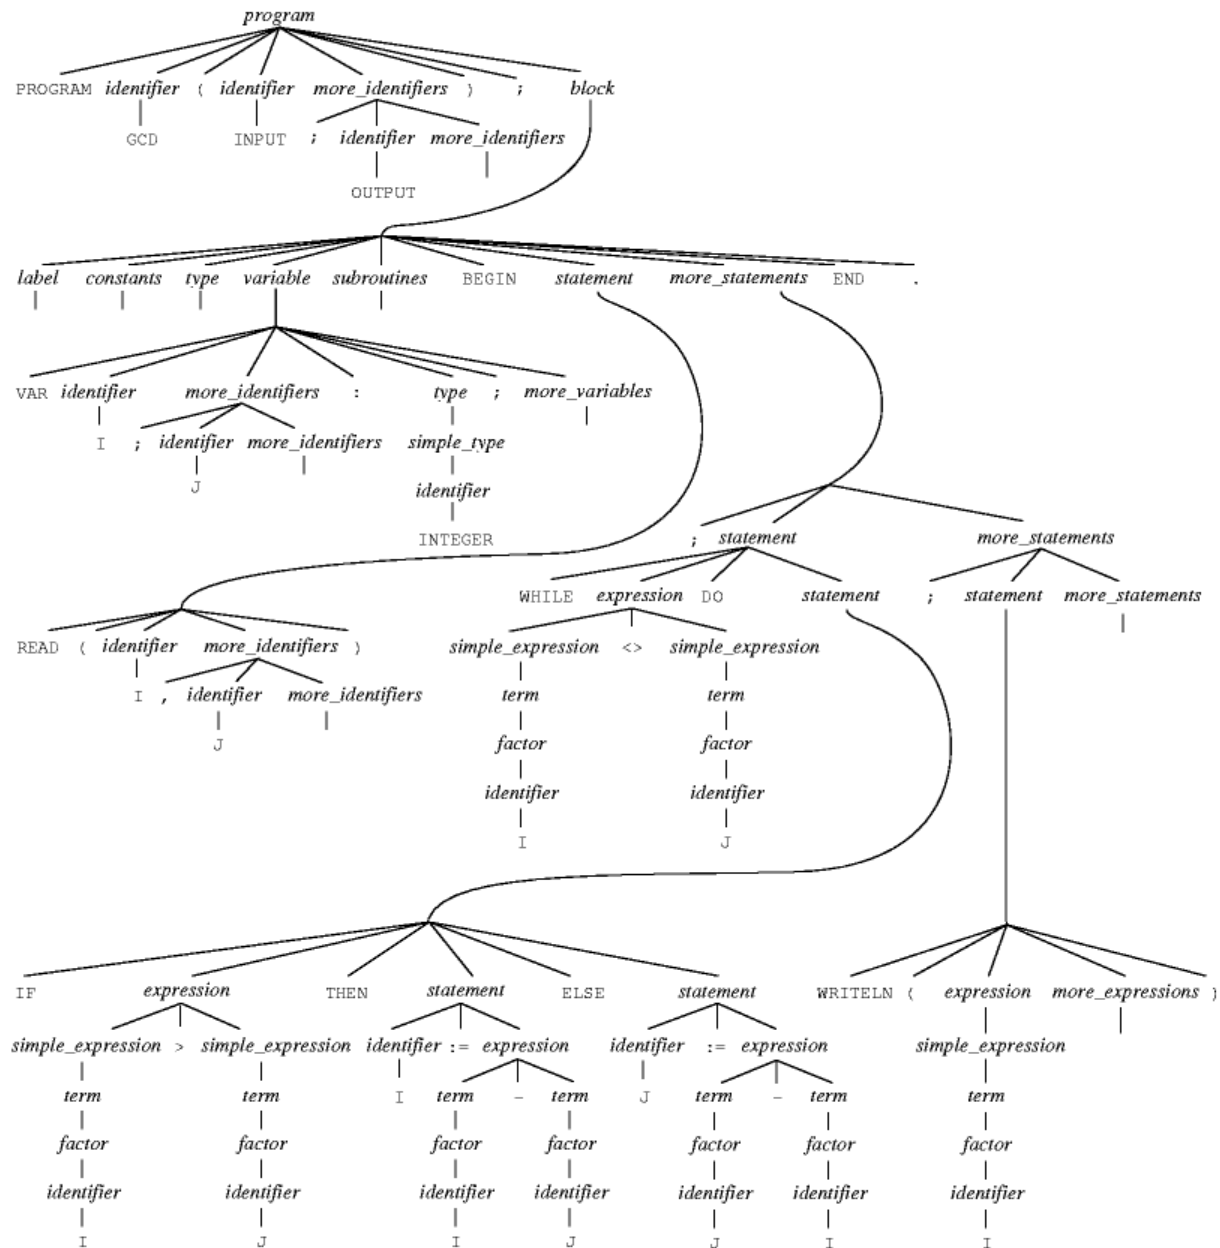 program
PROGRAM identifier ( identifier more_identifiers ) ; block
GCD INPUT ; identifier more_identifiers
OUTPUT
label constants type variable subroutines BEGIN statement more_statements END .
VAR identifier more_identifiers : type ; more_variables
I ; identifier more_identifiers simple_type
J identifier
INTEGER ; statement more_statements
WHILE expression DO statement ; statement more_statements
READ ( identifier more_identifiers ) simple_expression <> simple_expression
I , identifier more_identifiers term term
J factor factor
identifier identifier
I J
IF expression THEN statement ELSE statement WRITELN ( expression more_expressions )
simple_expression > simple_expression identifier := expression identifier := expression simple_expression
term term I term - term J term - term term
factor factor factor factor factor factor factor
identifier identifier identifier identifier identifier identifier identifier
I J I J J I I